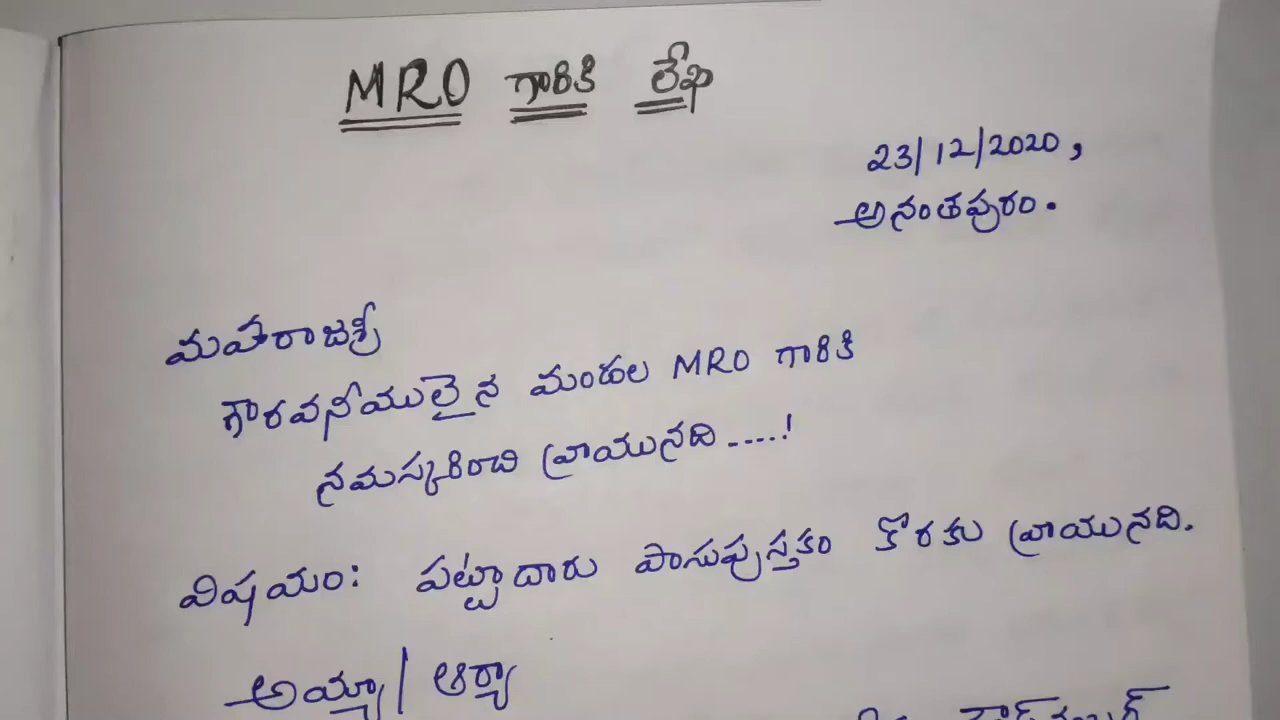 MRO గారికి లేఖ
23/12/2020,
అనంతపురం.
మహారాజశ్రీ
గౌరవనీయులైన మండల MRO గారికి
నమస్కరించి వ్రాయునది ....!
విషయం: పట్టాదారు పాసుపుస్తకం కొరకు వ్రాయునది.
అయ్యా/ ఆర్యా